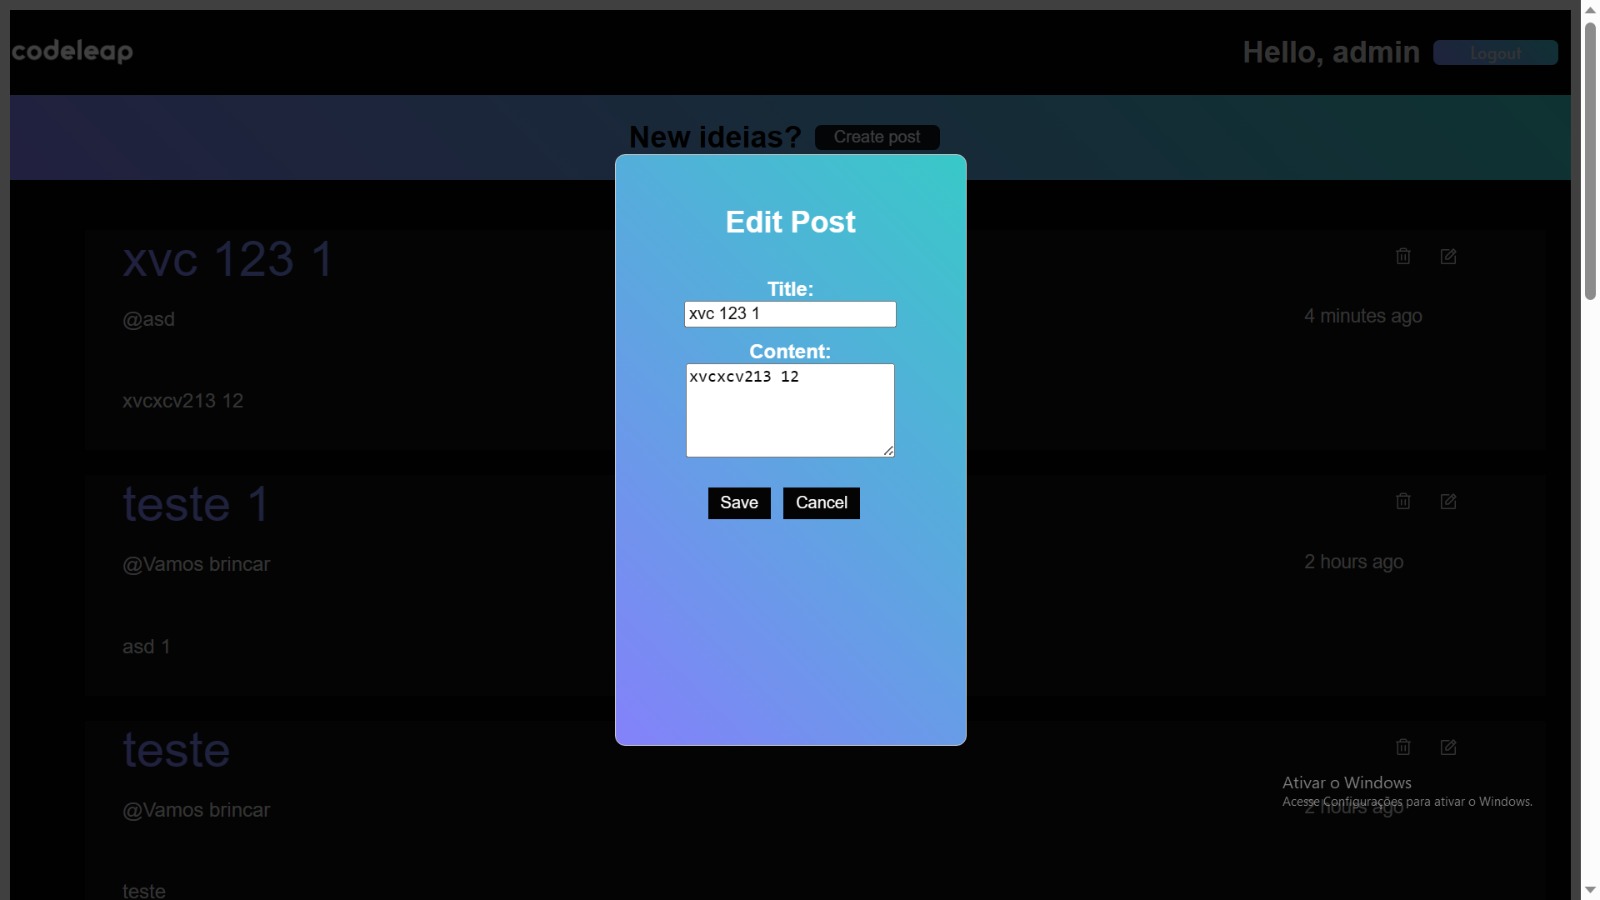 codeleap
Hello, admin
Logout
New ideias?
Create post
Edit Post
Title:
xvc 123 1
Content:
xvcxcv213 12
Save
Cancel
xvc 123 1
@asd
4 minutes ago
xvcxcv213 12
teste 1
@Vamos brincar
2 hours ago
asd 1
teste
@Vamos brincar
2 hours ago
teste
Ativar o Windows
Acesse Configurações para ativar o Windows.